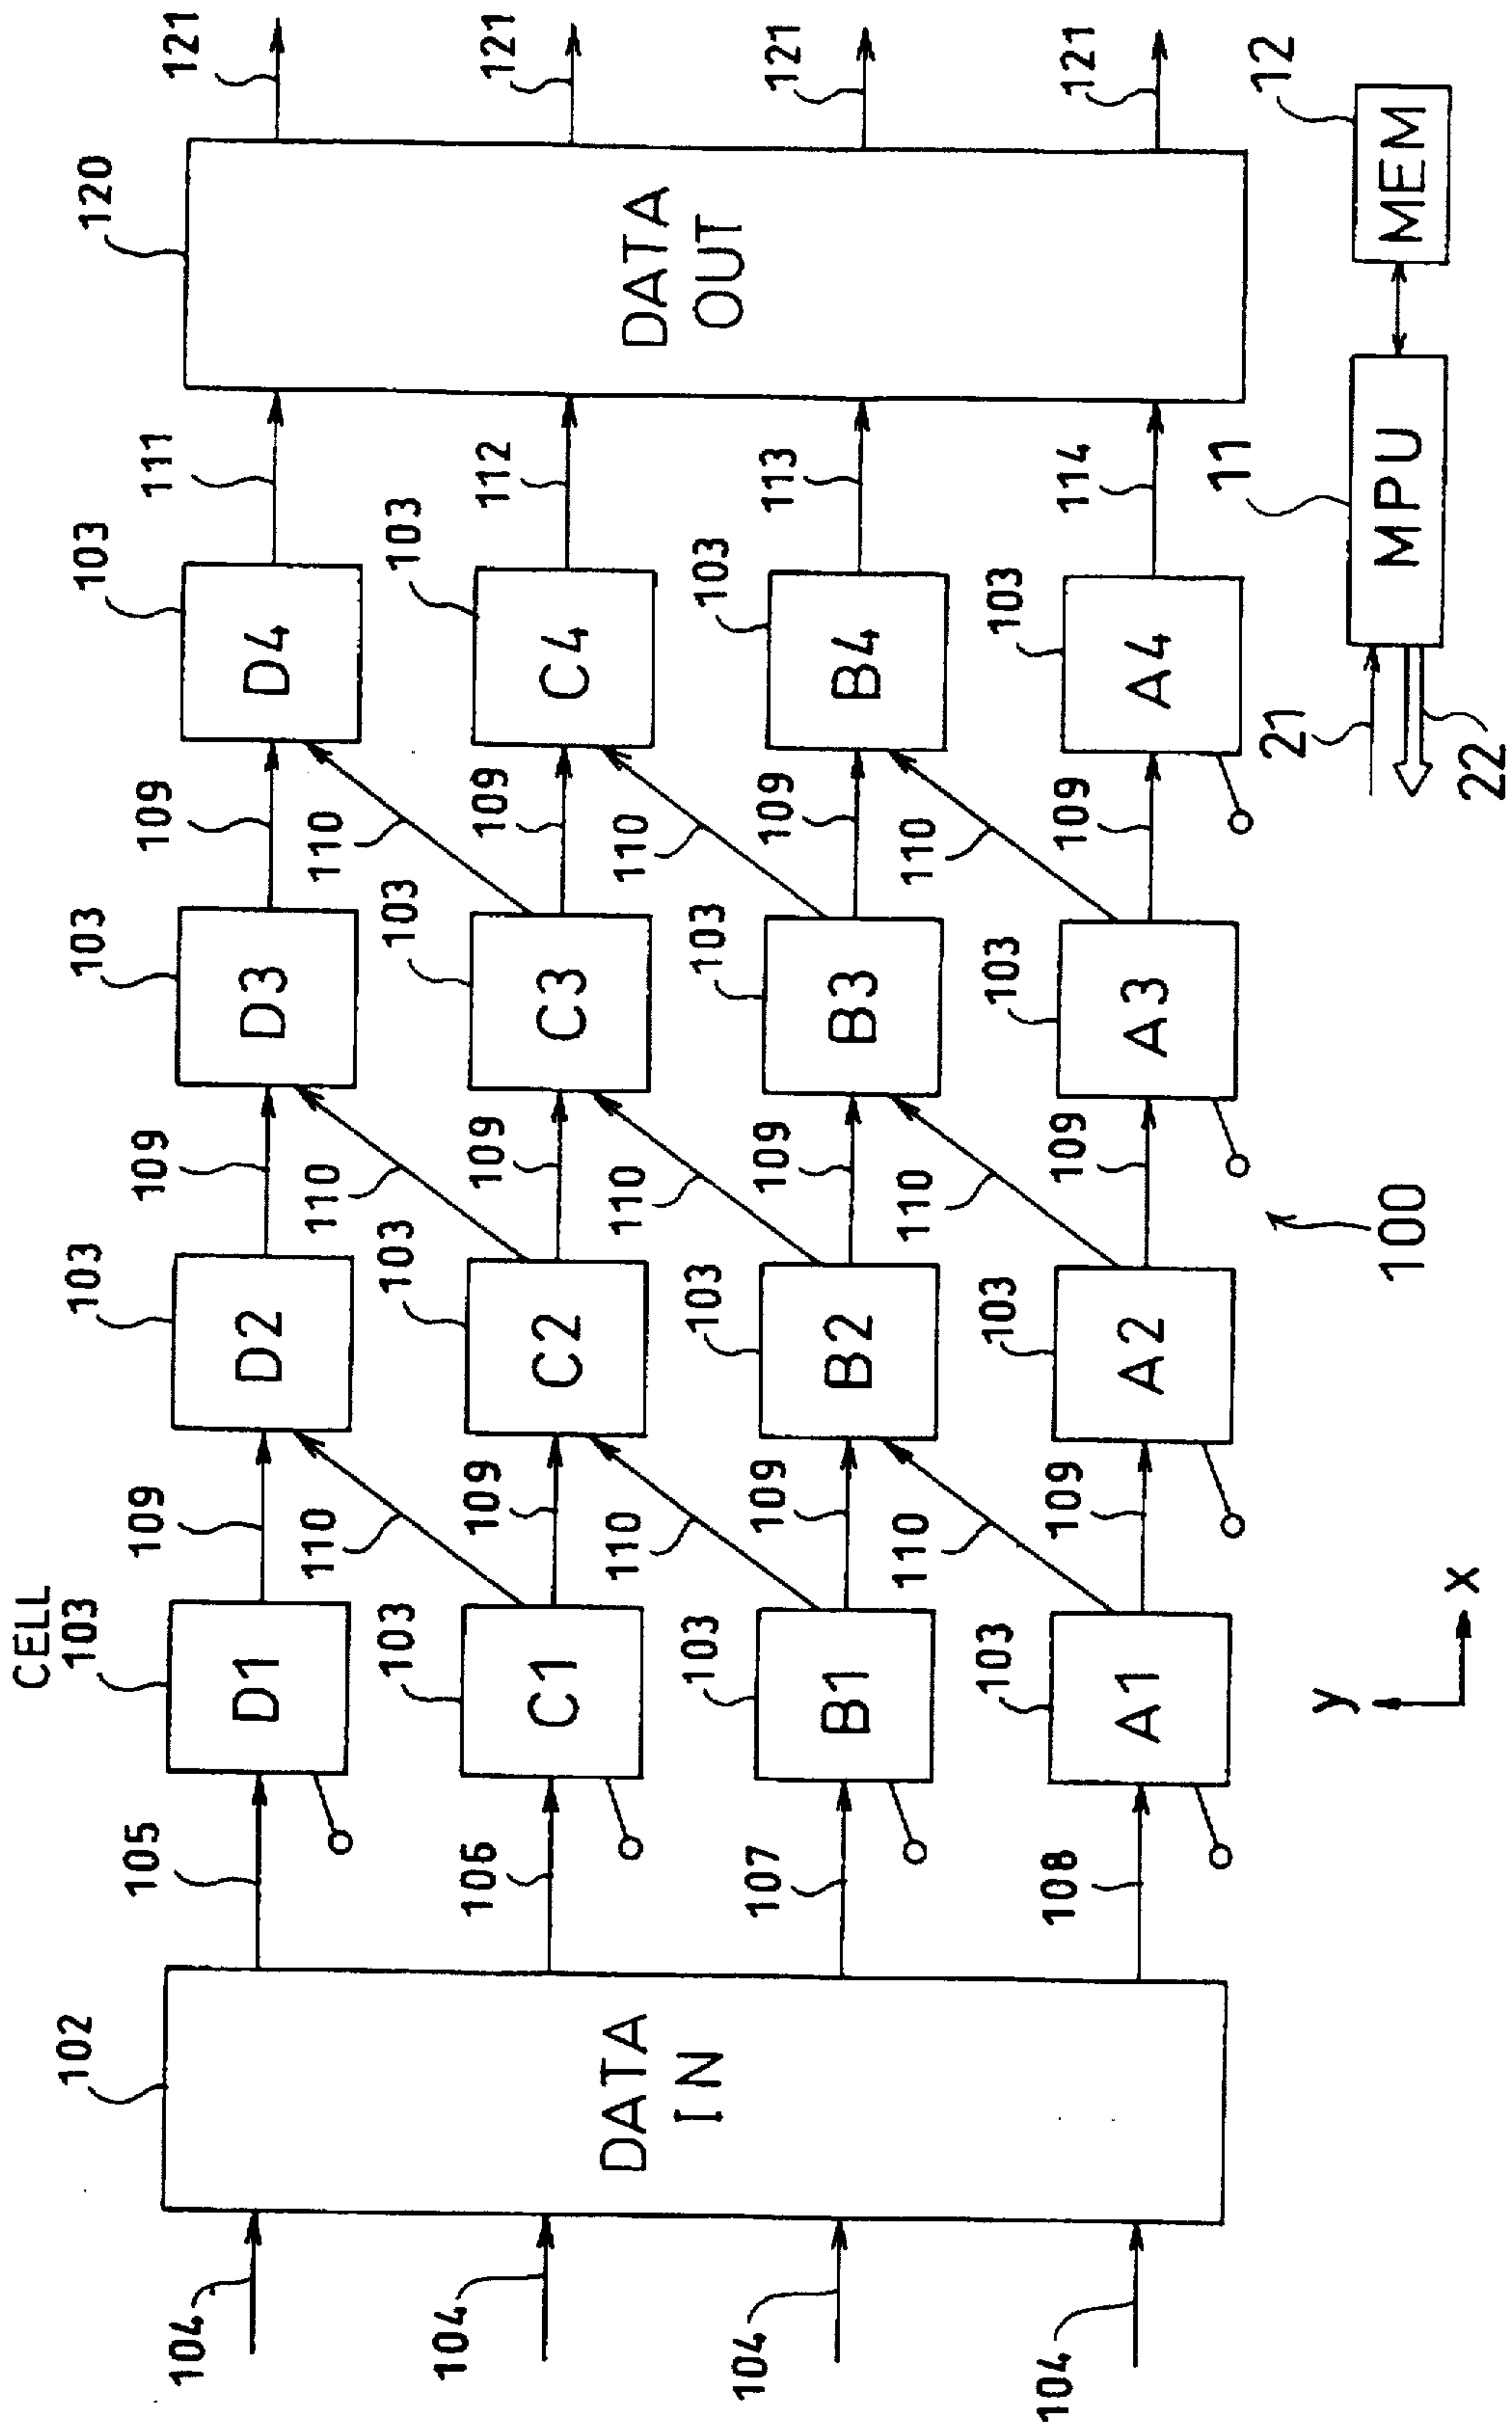 CELL
103 103 103 103
D1 D2 D3 D4
102 105 109 109 109 111 120 121
104
110 110 110
103 103 103 103
C1 C2 C3 C4
106 109 109 109 112 121
104
110 110 110
103 103 103 103
B1 B2 B3 B4
107 109 109 109 113 121
104
110 110 110
103 103 103 103
A1 A2 A3 A4
108 109 109 109 114 121
104
DATA
IN
DATA
OUT
y
x
100
21
22
11
MPU
12
MEM